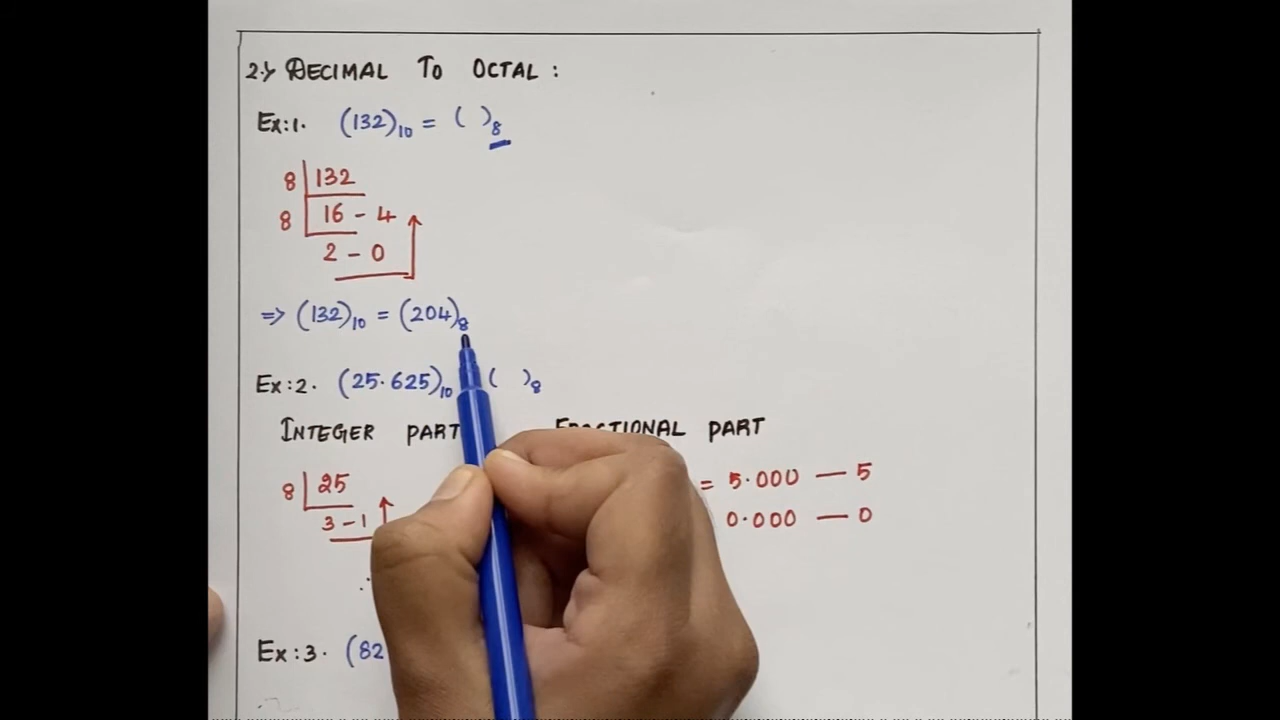 2.) DECIMAL TO OCTAL :
Ex:1. (132)10 = ( )8
8 132
8 16 - 4
2 - 0
=> (132)10 = (204)8
Ex:2. (25.625)10 ( )8
INTEGER PART FRACTIONAL PART
8 25 = 5.000 — 5
3 - 1 0.000 — 0
Ex:3. (82